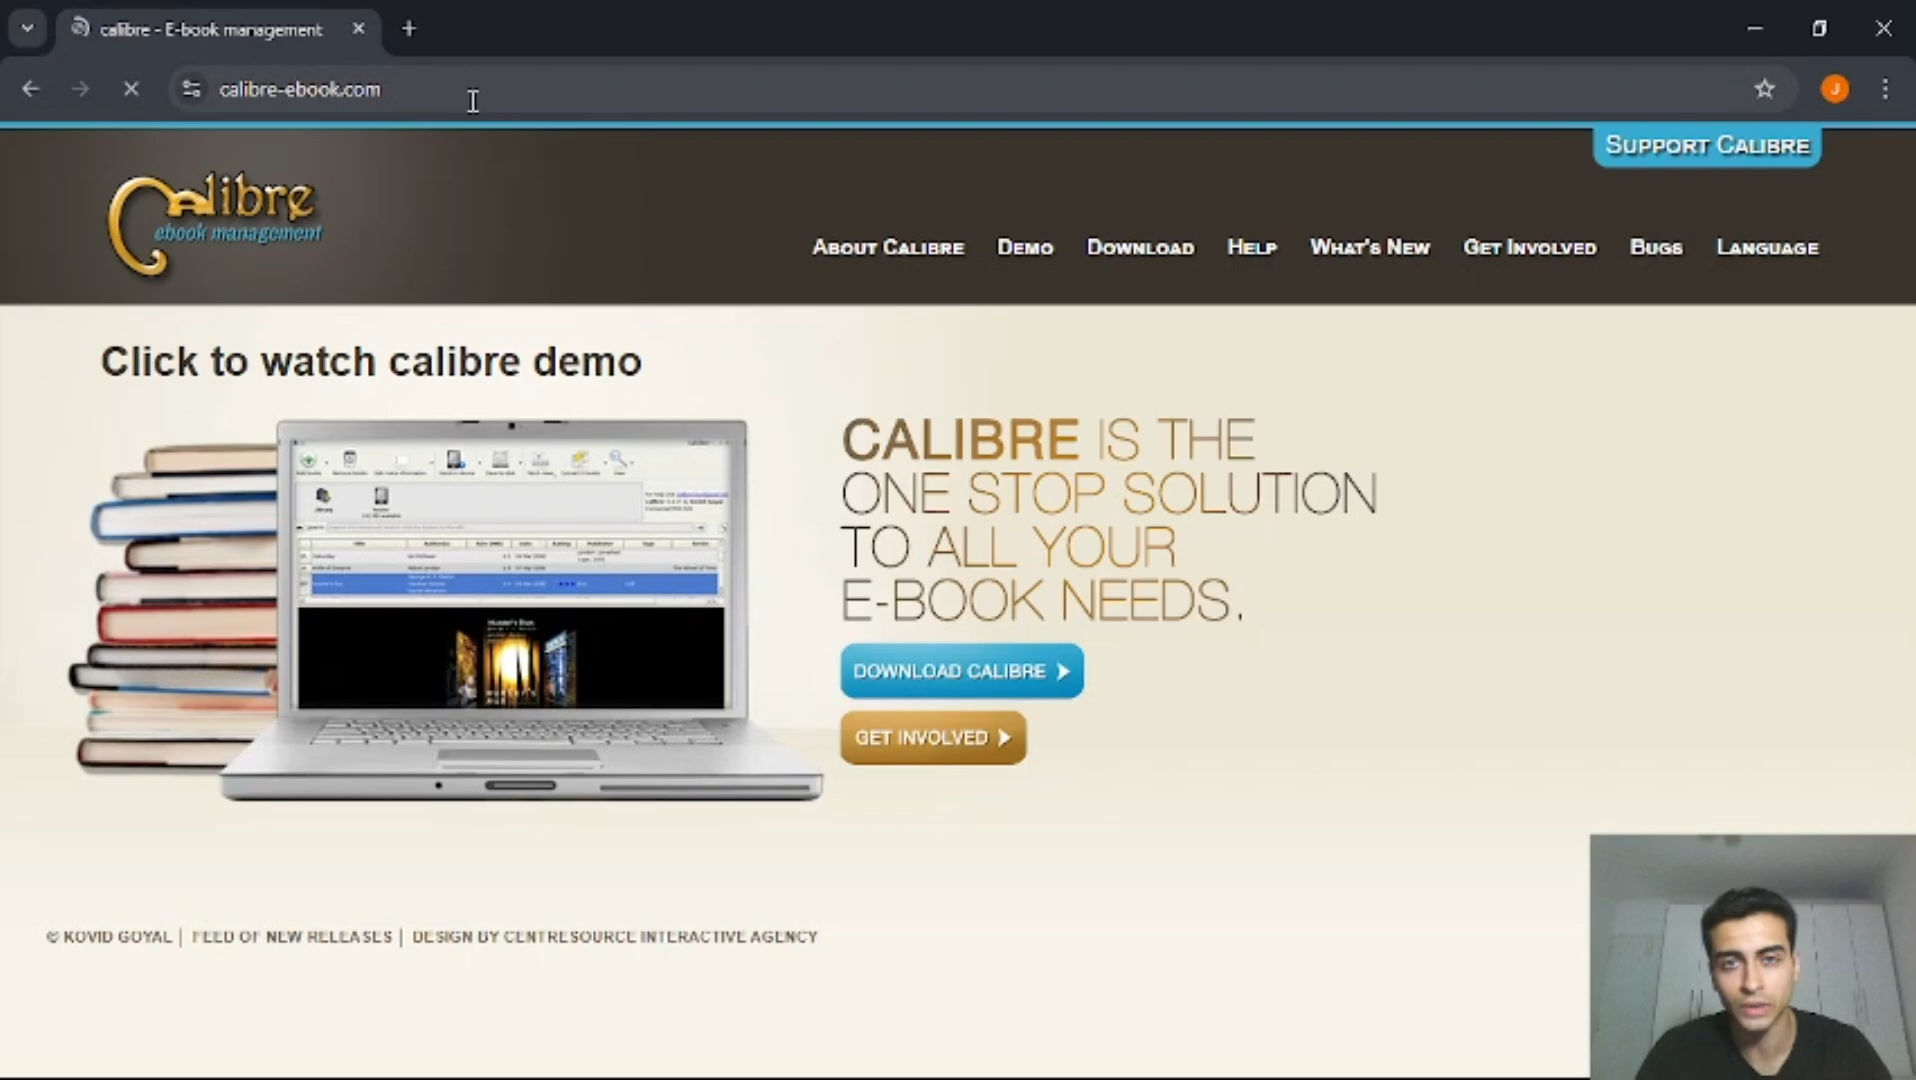 calibre - E-book management
calibre-ebook.com
J
SUPPORT CALIBRE
Calibre
ebook management
ABOUT CALIBRE DEMO DOWNLOAD HELP WHAT'S NEW GET INVOLVED BUGS LANGUAGE
Click to watch calibre demo
CALIBRE IS THE
ONE STOP SOLUTION
TO ALL YOUR
E-BOOK NEEDS.
DOWNLOAD CALIBRE
GET INVOLVED
© KOVID GOYAL | FEED OF NEW RELEASES | DESIGN BY CENTRESOURCE INTERACTIVE AGENCY